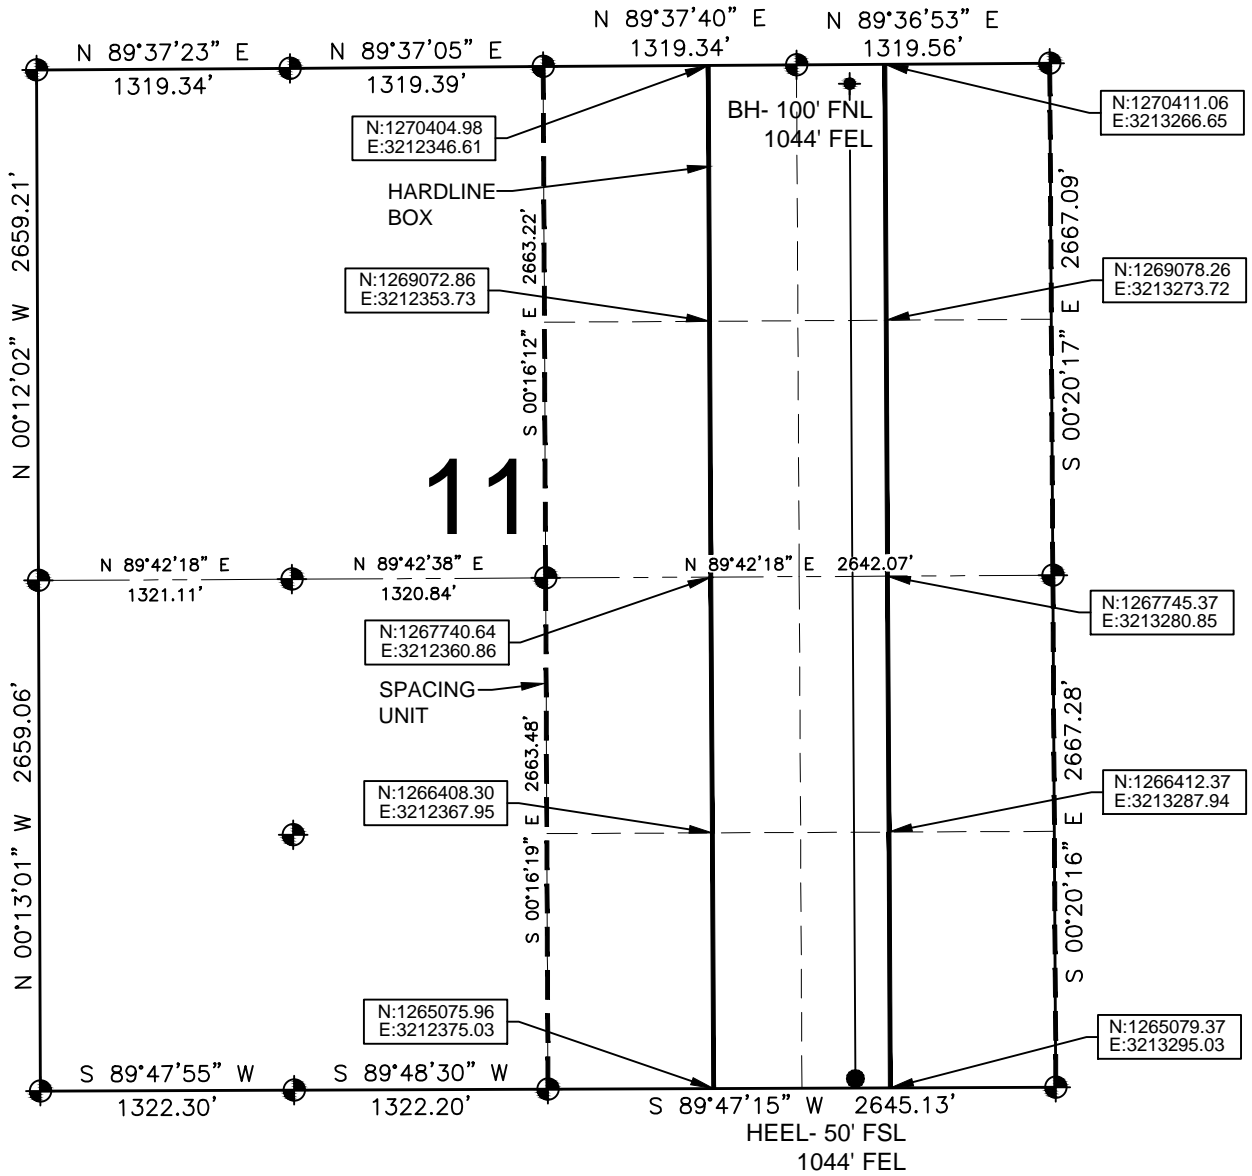 N 89°37'23" E
1319.34'
N 89°37'05" E
1319.39'
N 89°37'40" E
1319.34'
N 89°36'53" E
1319.56'
N:1270404.98
E:3212346.61
BH- 100' FNL
1044' FEL
N:1270411.06
E:3213266.65
HARDLINE
BOX
N 00°12'02" W 2659.21'
S 00°16'12" E 2663.22'
S 00°20'17" E 2667.09'
N:1269072.86
E:3212353.73
N:1269078.26
E:3213273.72
11
N 89°42'18" E
1321.11'
N 89°42'38" E
1320.84'
N 89°42'18" E 2642.07'
N:1267740.64
E:3212360.86
N:1267745.37
E:3213280.85
SPACING
UNIT
N 00°13'01" W 2659.06'
S 00°16'19" E 2663.48'
S 00°20'16" E 2667.28'
N:1266408.30
E:3212367.95
N:1266412.37
E:3213287.94
N:1265075.96
E:3212375.03
N:1265079.37
E:3213295.03
S 89°47'55" W
1322.30'
S 89°48'30" W
1322.20'
S 89°47'15" W 2645.13'
HEEL- 50' FSL
1044' FEL